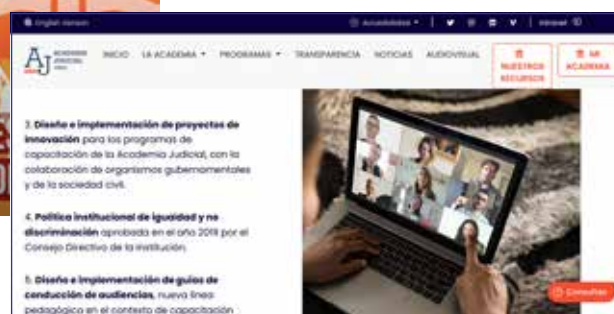 English Version
Accesibilidad
Intranet
AJ ACADEMIA JUDICIAL CHILE
INICIO LA ACADEMIA PROGRAMAS TRANSPARENCIA NOTICIAS AUDIOVISUAL
NUESTROS
RECURSOS
MI
ACADEMIA
3. Diseño e implementación de proyectos de
innovación para los programas de
capacitación de la Academia Judicial, con la
colaboración de organismos gubernamentales
y de la sociedad civil.
4. Política institucional de igualdad y no
discriminación aprobada en el año 2019 por el
Consejo Directivo de la institución.
5. Diseño e implementación de guías de
conducción de audiencias, nueva línea
pedagógica en el contexto de capacitación
Consultas